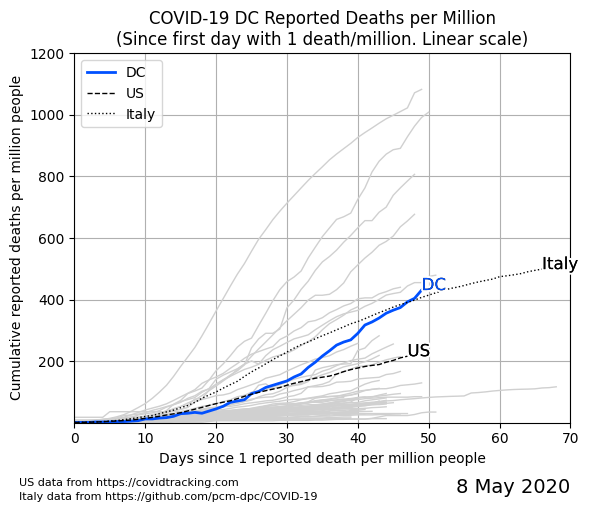 COVID-19 DC Reported Deaths per Million
(Since first day with 1 death/million. Linear scale)
Cumulative reported deaths per million people
1200
1000
800
600
400
200
DC
US
Italy
Italy
DC
US
0 10 20 30 40 50 60 70
Days since 1 reported death per million people
US data from https://covidtracking.com
Italy data from https://github.com/pcm-dpc/COVID-19
8 May 2020